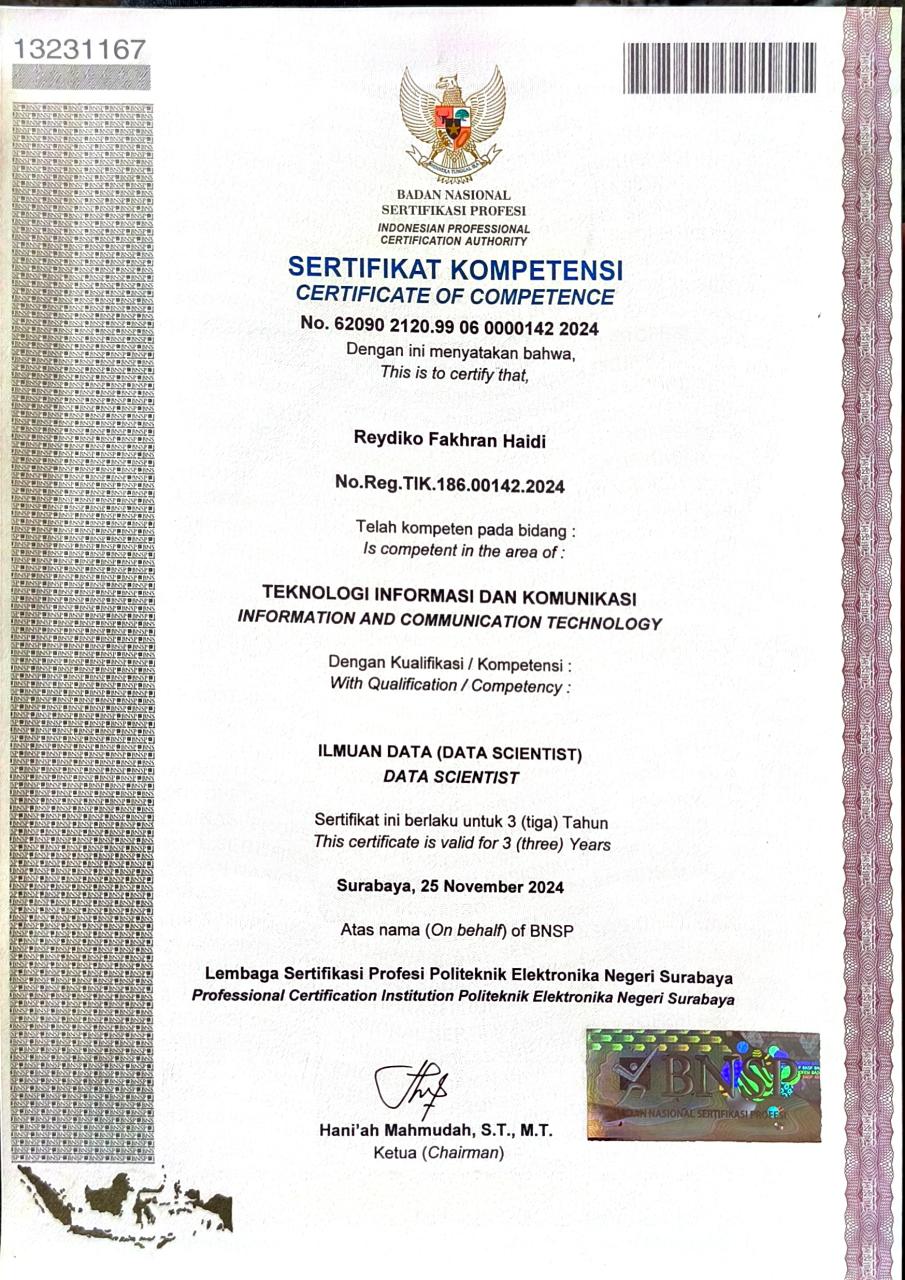 13231167
BADAN NASIONAL
SERTIFIKASI PROFESI
INDONESIAN PROFESSIONAL
CERTIFICATION AUTHORITY
SERTIFIKAT KOMPETENSI
CERTIFICATE OF COMPETENCE
No. 62090 2120.99 06 0000142 2024
Dengan ini menyatakan bahwa,
This is to certify that,
Reydiko Fakhran Haidi
No.Reg.TIK.186.00142.2024
Telah kompeten pada bidang :
Is competent in the area of :
TEKNOLOGI INFORMASI DAN KOMUNIKASI
INFORMATION AND COMMUNICATION TECHNOLOGY
Dengan Kualifikasi / Kompetensi :
With Qualification / Competency :
ILMUAN DATA (DATA SCIENTIST)
DATA SCIENTIST
Sertifikat ini berlaku untuk 3 (tiga) Tahun
This certificate is valid for 3 (three) Years
Surabaya, 25 November 2024
Atas nama (On behalf) of BNSP
Lembaga Sertifikasi Profesi Politeknik Elektronika Negeri Surabaya
Professional Certification Institution Politeknik Elektronika Negeri Surabaya
BNSP
BADAN NASIONAL SERTIFIKASI PROFESI
Hani'ah Mahmudah, S.T., M.T.
Ketua (Chairman)